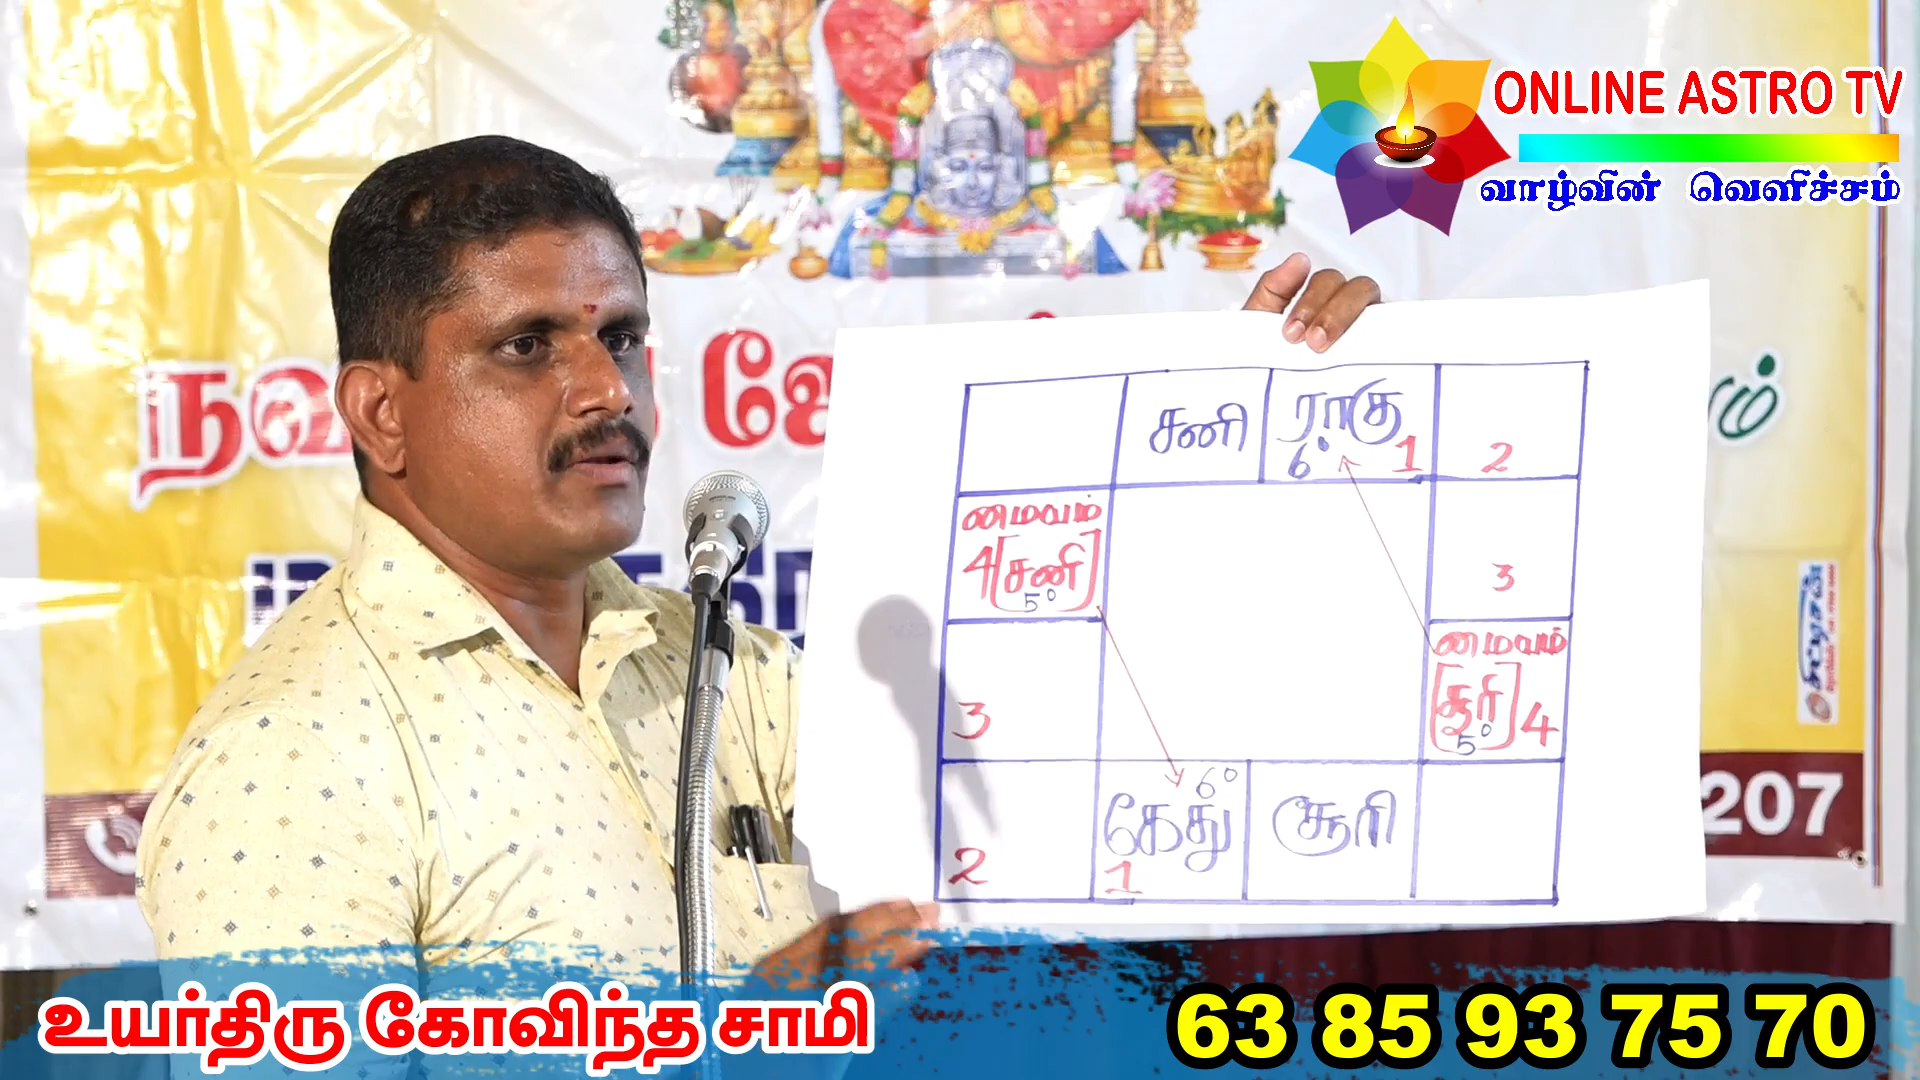 ONLINE ASTRO TV
வாழ்வின் வெளிச்சம்
சனி
ராகு
6° 1
2
மைவம்
4 [சனி]
5°
3
மைவம்
[சூரி] 4
5°
3
2
6°
கேது
1
சூரி
207
உயர்திரு கோவிந்த சாமி
63 85 93 75 70